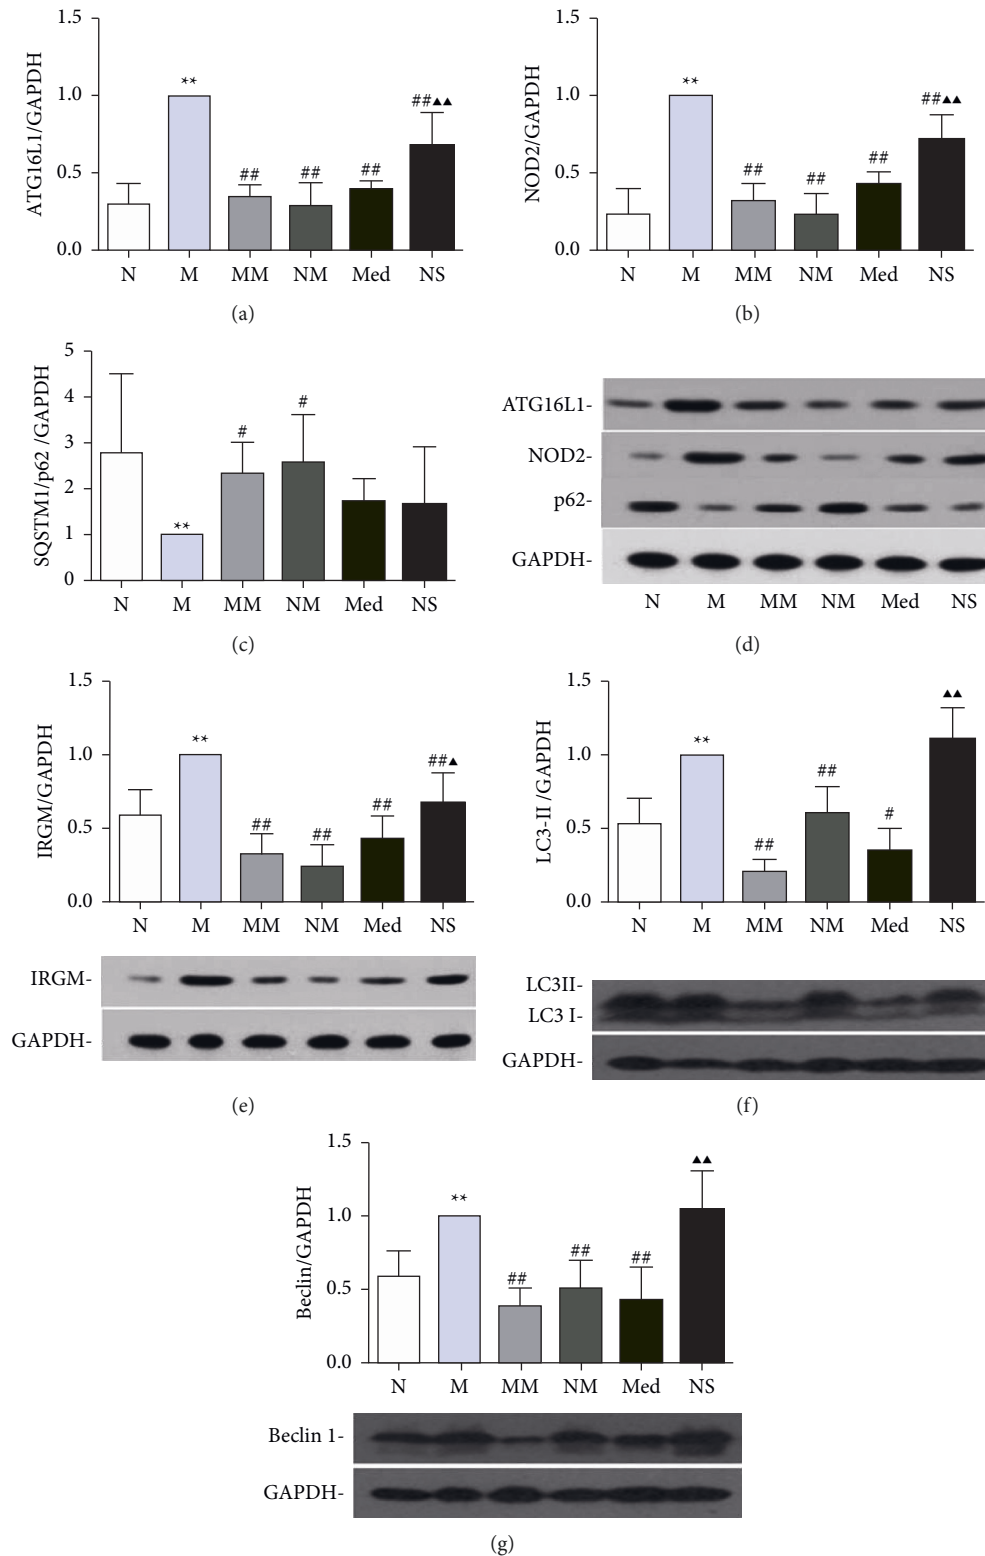 ATG16L1/GAPDH
1.5
1.0
0.5
0.0
**
##
##
##
##▲▲
N M MM NM Med NS
(a)
NOD2/GAPDH
1.5
1.0
0.5
0.0
**
##
##
##
##▲▲
N M MM NM Med NS
(b)
SQSTM1/p62 /GAPDH
5
4
3
2
1
0
**
#
#
N M MM NM Med NS
(c)
ATG16L1-
NOD2-
p62-
GAPDH-
N M MM NM Med NS
(d)
IRGM/GAPDH
1.5
1.0
0.5
0.0
**
##
##
##
##▲
N M MM NM Med NS
IRGM-
GAPDH-
(e)
LC3-II /GAPDH
1.5
1.0
0.5
0.0
**
##
##
#
▲▲
N M MM NM Med NS
LC3II-
LC3 I-
GAPDH-
(f)
Beclin/GAPDH
1.5
1.0
0.5
0.0
**
##
##
##
▲▲
N M MM NM Med NS
Beclin 1-
GAPDH-
(g)